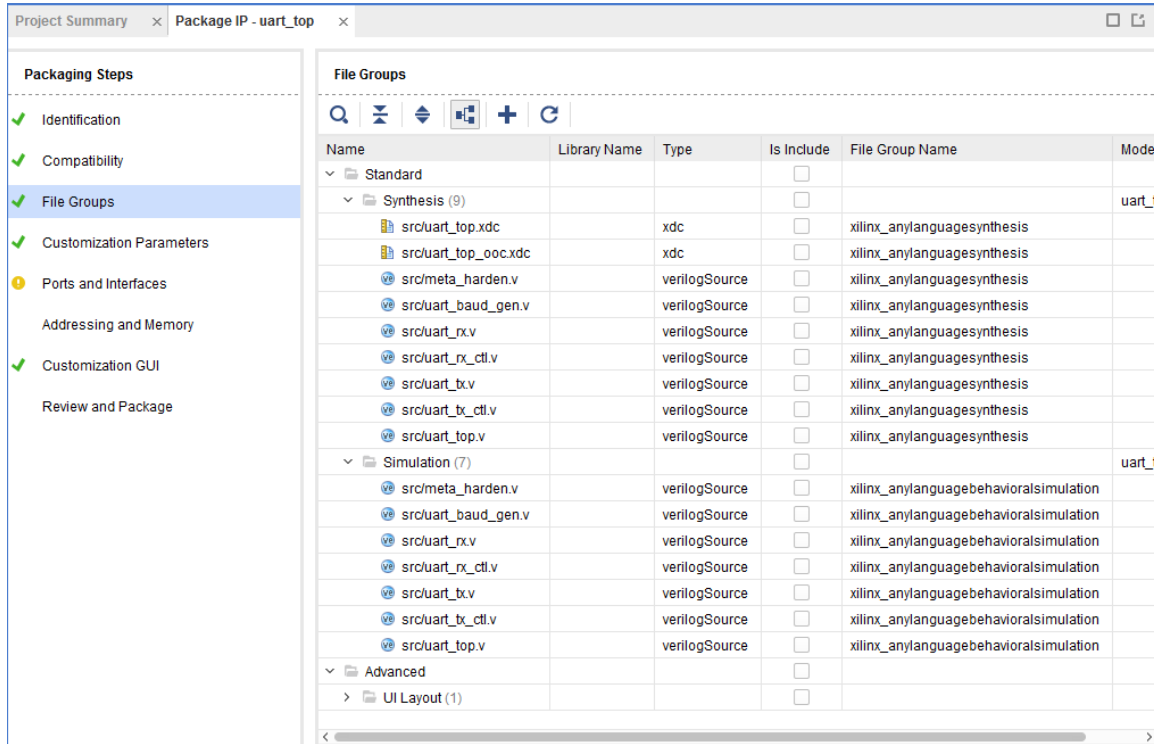 Project Summary × Package IP - uart_top ×
Packaging Steps
Identification
Compatibility
File Groups
Customization Parameters
Ports and Interfaces
Addressing and Memory
Customization GUI
Review and Package
File Groups
Name Library Name Type Is Include File Group Name Mode
Standard
Synthesis (9) uart_t
src/uart_top.xdc xdc xilinx_anylanguagesynthesis
src/uart_top_ooc.xdc xdc xilinx_anylanguagesynthesis
src/meta_harden.v verilogSource xilinx_anylanguagesynthesis
src/uart_baud_gen.v verilogSource xilinx_anylanguagesynthesis
src/uart_rx.v verilogSource xilinx_anylanguagesynthesis
src/uart_rx_ctl.v verilogSource xilinx_anylanguagesynthesis
src/uart_tx.v verilogSource xilinx_anylanguagesynthesis
src/uart_tx_ctl.v verilogSource xilinx_anylanguagesynthesis
src/uart_top.v verilogSource xilinx_anylanguagesynthesis
Simulation (7) uart_t
src/meta_harden.v verilogSource xilinx_anylanguagebehavioralsimulation
src/uart_baud_gen.v verilogSource xilinx_anylanguagebehavioralsimulation
src/uart_rx.v verilogSource xilinx_anylanguagebehavioralsimulation
src/uart_rx_ctl.v verilogSource xilinx_anylanguagebehavioralsimulation
src/uart_tx.v verilogSource xilinx_anylanguagebehavioralsimulation
src/uart_tx_ctl.v verilogSource xilinx_anylanguagebehavioralsimulation
src/uart_top.v verilogSource xilinx_anylanguagebehavioralsimulation
Advanced
UI Layout (1)